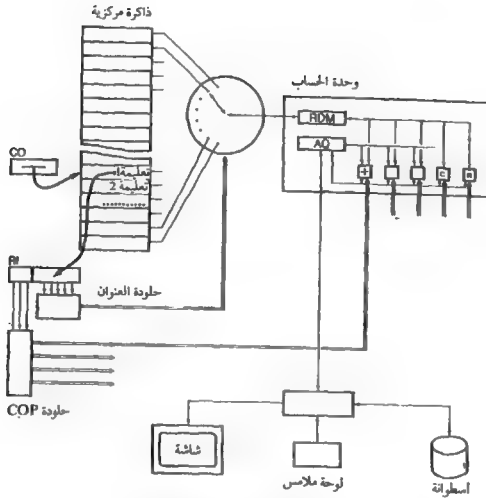 ذاكرة مركزية
وحدة الحساب
RDM
AQ
CO
تعليمة 1
تعليمة 2
..........
+
c
RI
حلودة العنوان
حلودة COP
شاشة
لوحة ملامس
أسطوانة